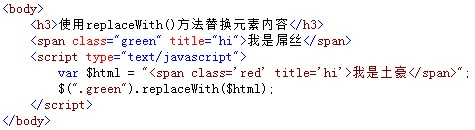 <body>
<h3>使用replaceWith()方法替换元素内容</h3>
<span class="green" title="hi">我是屌丝</span>
<script type="text/javascript">
var $html = "<span class='red' title='hi'>我是土豪</span>";
$(".green").replaceWith($html);
</script>
</body>